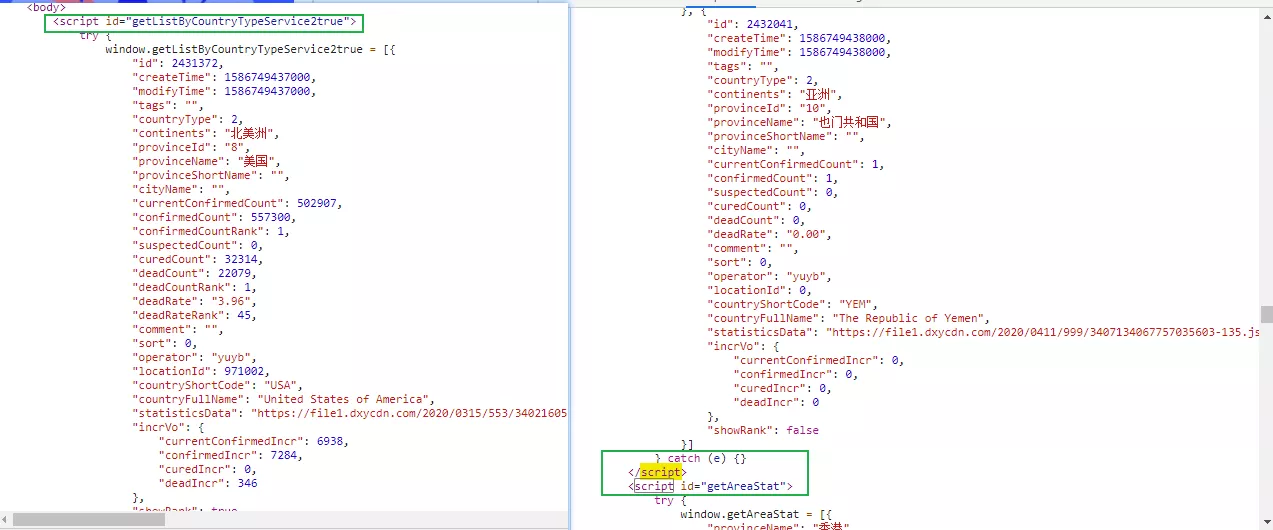 <body>
<script id="getListByCountryTypeService2true">
try {
window.getListByCountryTypeService2true = [{
"id": 2431372,
"createTime": 1586749437000,
"modifyTime": 1586749437000,
"tags": "",
"countryType": 2,
"continents": "北美洲",
"provinceId": "8",
"provinceName": "美国",
"provinceShortName": "",
"cityName": "",
"currentConfirmedCount": 502907,
"confirmedCount": 557300,
"confirmedCountRank": 1,
"suspectedCount": 0,
"curedCount": 32314,
"deadCount": 22079,
"deadCountRank": 1,
"deadRate": "3.96",
"deadRateRank": 45,
"comment": "",
"sort": 0,
"operator": "yuyb",
"locationId": 971002,
"countryShortCode": "USA",
"countryFullName": "United States of America",
"statisticsData": "https://file1.dxycdn.com/2020/0315/553/34021605
"incrVo": {
"currentConfirmedIncr": 6938,
"confirmedIncr": 7284,
"curedIncr": 0,
"deadIncr": 346
},
"showRank": true
}, {
"id": 2432041,
"createTime": 1586749438000,
"modifyTime": 1586749438000,
"tags": "",
"countryType": 2,
"continents": "亚洲",
"provinceId": "10",
"provinceName": "也门共和国",
"provinceShortName": "",
"cityName": "",
"currentConfirmedCount": 1,
"confirmedCount": 1,
"suspectedCount": 0,
"curedCount": 0,
"deadCount": 0,
"deadRate": "0.00",
"comment": "",
"sort": 0,
"operator": "yuyb",
"locationId": 0,
"countryShortCode": "YEM",
"countryFullName": "The Republic of Yemen",
"statisticsData": "https://file1.dxycdn.com/2020/0411/999/3407134067757035603-135.js
"incrVo": {
"currentConfirmedIncr": 0,
"confirmedIncr": 0,
"curedIncr": 0,
"deadIncr": 0
},
"showRank": false
}]
} catch (e) {}
</script>
<script id="getAreaStat">
try {
window.getAreaStat = [{
"provinceName": "香港"